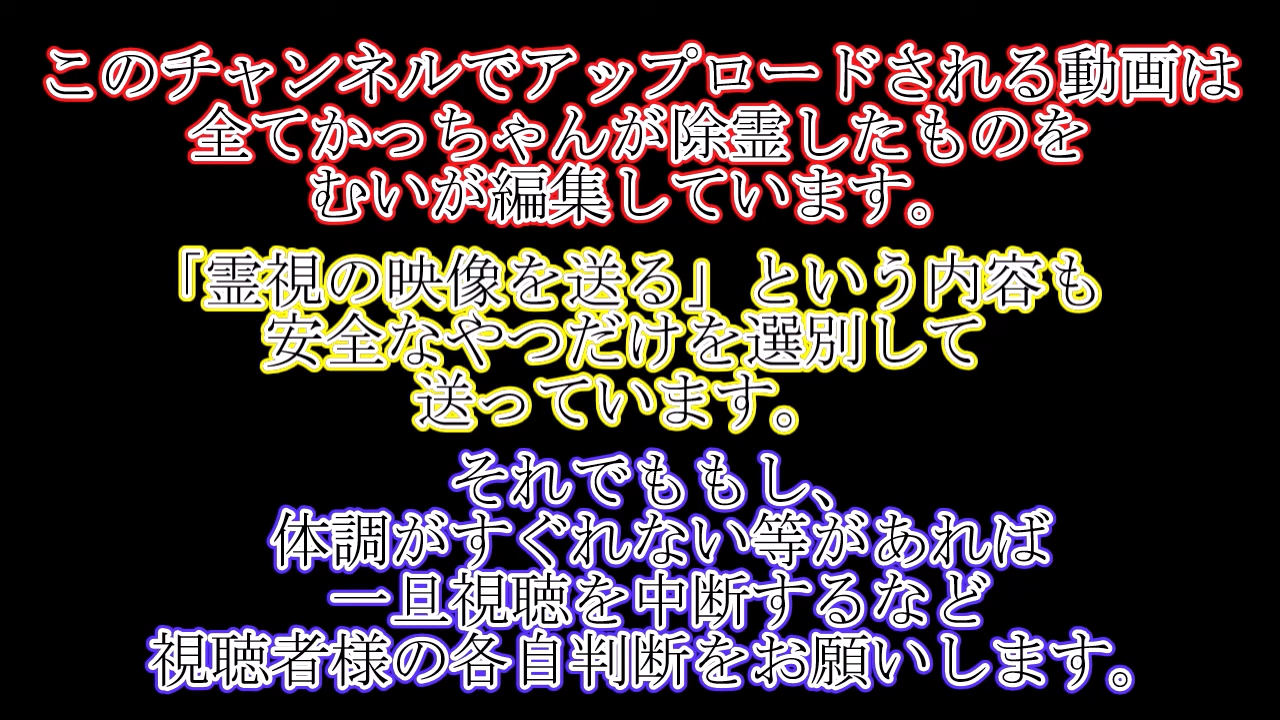 このチャンネルでアップロードされる動画は
全てかっちゃんが除霊したものを
むいが編集しています。
「霊視の映像を送る」という内容も
安全なやつだけを選別して
送っています。
それでももし、
体調がすぐれない等があれば
一旦視聴を中断するなど
視聴者様の各自判断をお願いします。